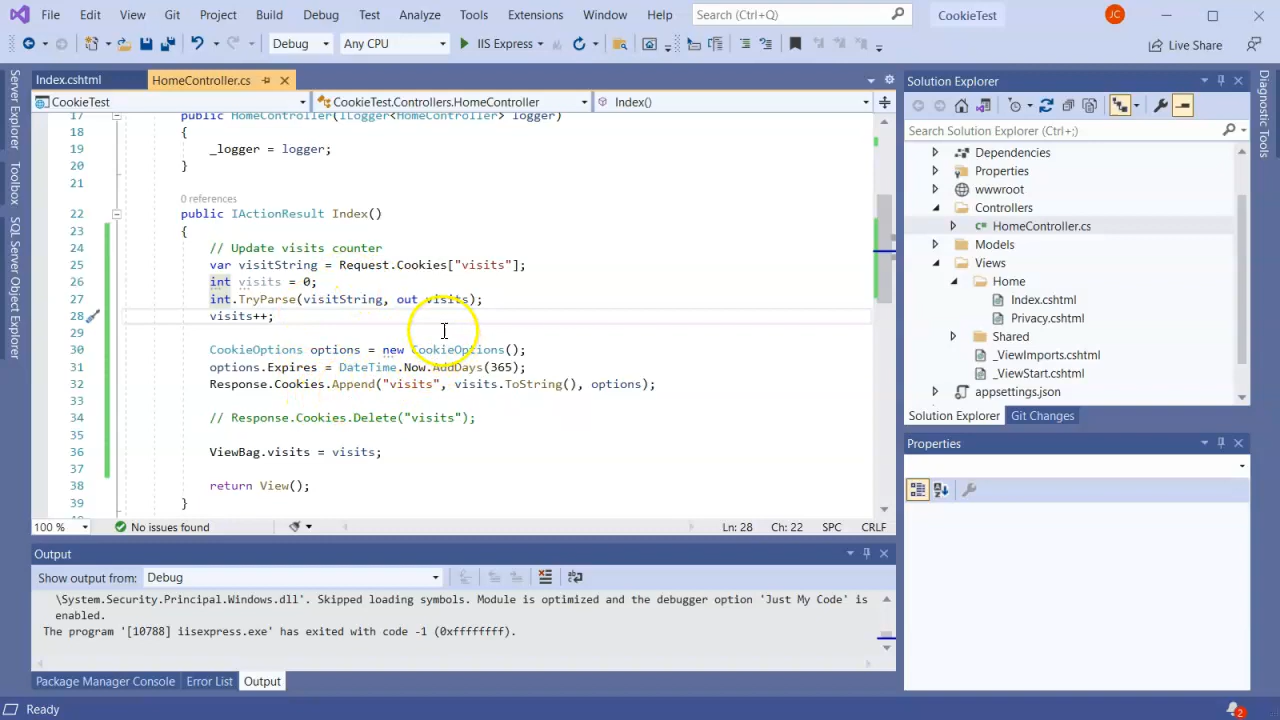 File Edit View Git Project Build Debug Test Analyze Tools Extensions Window Help Search (Ctrl+Q) CookieTest JC
Debug Any CPU IIS Express Live Share
Server Explorer
Toolbox
SQL Server Object Explorer
Index.cshtml HomeController.cs
CookieTest CookieTest.Controllers.HomeController Index()
17 public HomeController(ILogger<HomeController> logger)
18 {
19 _logger = logger;
20 }
21
0 references
22 public IActionResult Index()
23 {
24 // Update visits counter
25 var visitString = Request.Cookies["visits"];
26 int visits = 0;
27 int.TryParse(visitString, out visits);
28 visits++;
29
30 CookieOptions options = new CookieOptions();
31 options.Expires = DateTime.Now.AddDays(365);
32 Response.Cookies.Append("visits", visits.ToString(), options);
33
34 // Response.Cookies.Delete("visits");
35
36 ViewBag.visits = visits;
37
38 return View();
39 }
100 % No issues found Ln: 28 Ch: 22 SPC CRLF
Output
Show output from: Debug
\System.Security.Principal.Windows.dll'. Skipped loading symbols. Module is optimized and the debugger option 'Just My Code' is
enabled.
The program '[10788] iisexpress.exe' has exited with code -1 (0xffffffff).
Package Manager Console Error List Output
Ready
2
Solution Explorer
Search Solution Explorer (Ctrl+;)
Dependencies
Properties
wwwroot
Controllers
C# HomeController.cs
Models
Views
Home
Index.cshtml
Privacy.cshtml
Shared
_ViewImports.cshtml
_ViewStart.cshtml
appsettings.json
Solution Explorer Git Changes
Properties
Diagnostic Tools